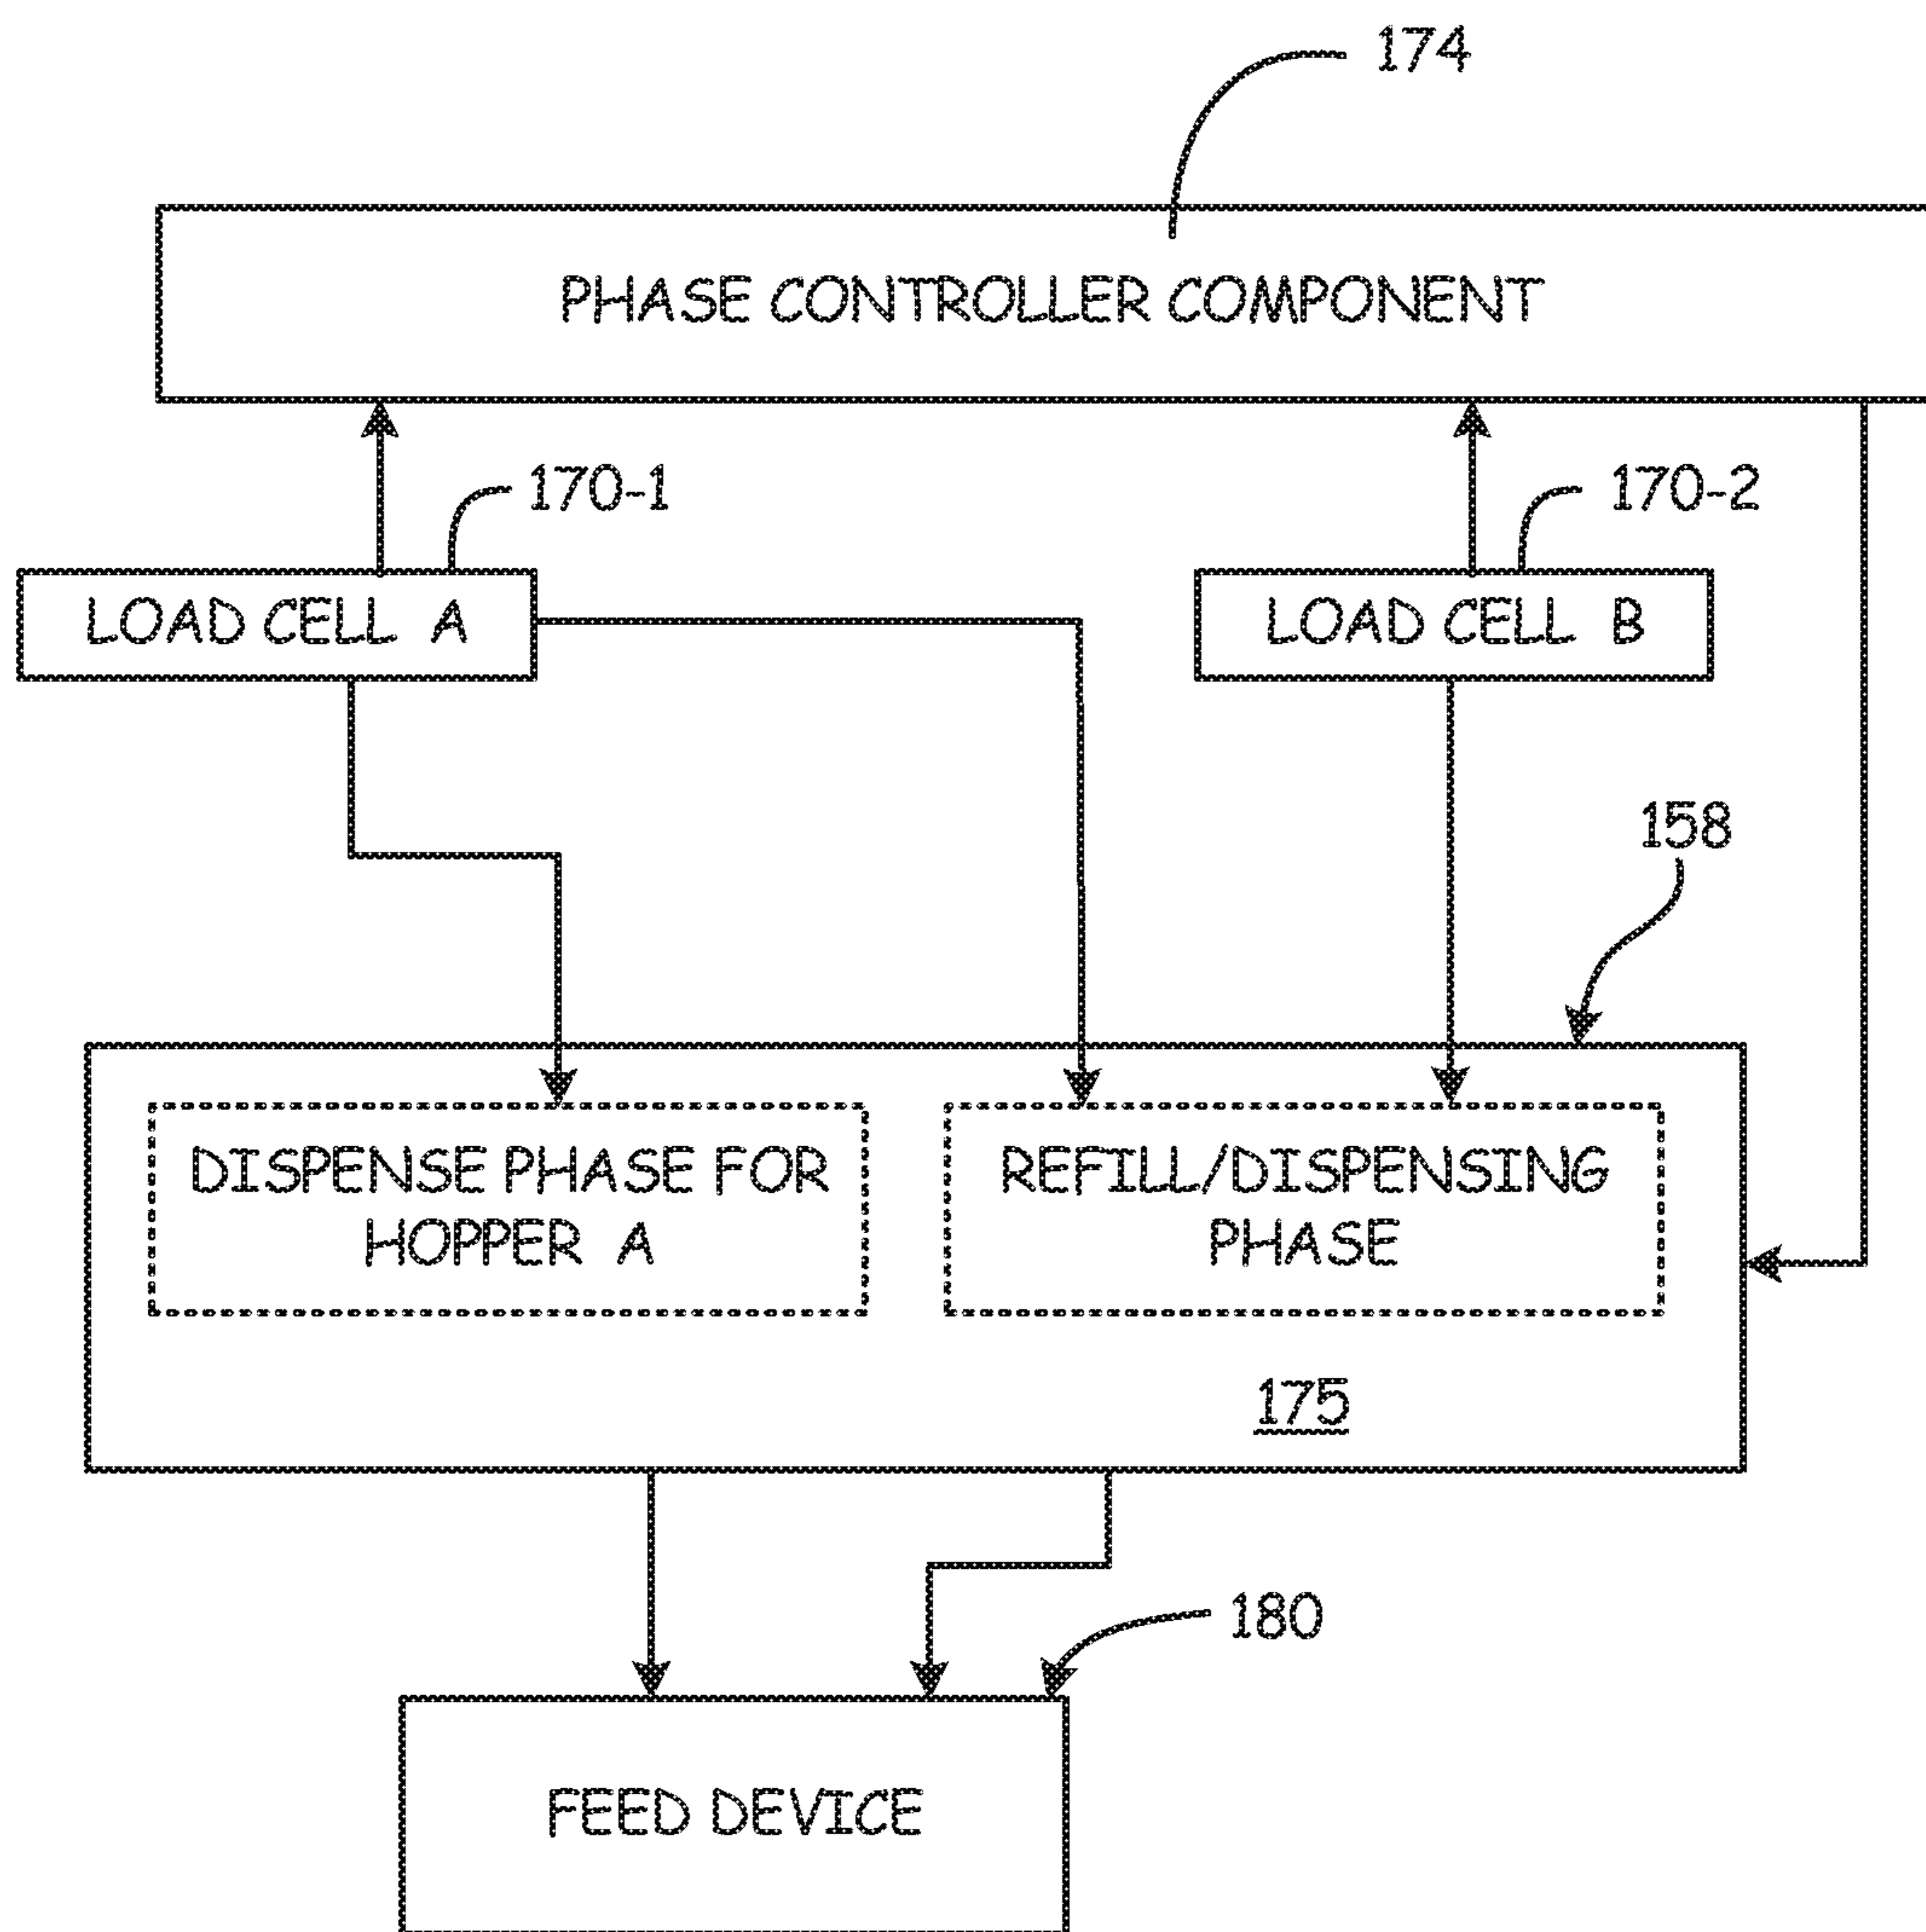 174
PHASE CONTROLLER COMPONENT
170-1
170-2
LOAD CELL A
LOAD CELL B
158
DISPENSE PHASE FOR
HOPPER A
REFILL/DISPENSING
PHASE
175
180
FEED DEVICE